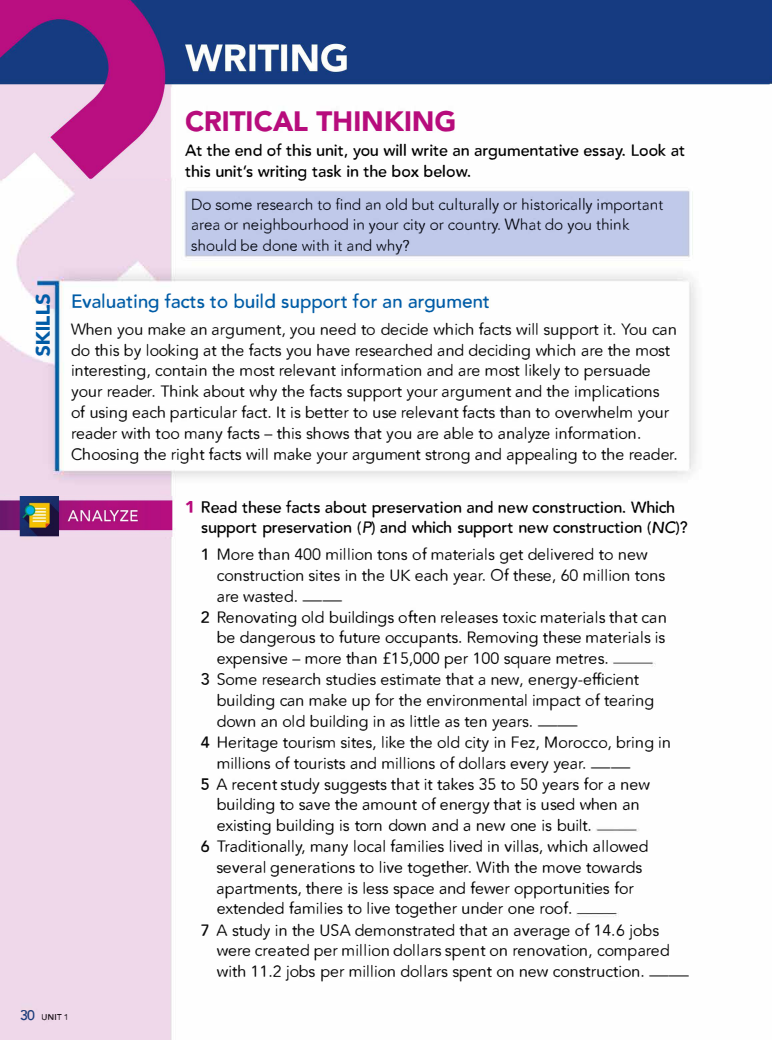 WRITING
CRITICAL THINKING
At the end of this unit, you will write an argumentative essay. Look at
this unit's writing task in the box below.
Do some research to find an old but culturally or historically important
area or neighbourhood in your city or country. What do you think
should be done with it and why?
SKILLS
Evaluating facts to build support for an argument
When you make an argument, you need to decide which facts will support it. You can
do this by looking at the facts you have researched and deciding which are the most
interesting, contain the most relevant information and are most likely to persuade
your reader. Think about why the facts support your argument and the implications
of using each particular fact. It is better to use relevant facts than to overwhelm your
reader with too many facts – this shows that you are able to analyze information.
Choosing the right facts will make your argument strong and appealing to the reader.
ANALYZE
1 Read these facts about preservation and new construction. Which
support preservation (P) and which support new construction (NC)?
1 More than 400 million tons of materials get delivered to new
construction sites in the UK each year. Of these, 60 million tons
are wasted. _____
2 Renovating old buildings often releases toxic materials that can
be dangerous to future occupants. Removing these materials is
expensive – more than £15,000 per 100 square metres. _____
3 Some research studies estimate that a new, energy-efficient
building can make up for the environmental impact of tearing
down an old building in as little as ten years. _____
4 Heritage tourism sites, like the old city in Fez, Morocco, bring in
millions of tourists and millions of dollars every year. _____
5 A recent study suggests that it takes 35 to 50 years for a new
building to save the amount of energy that is used when an
existing building is torn down and a new one is built. _____
6 Traditionally, many local families lived in villas, which allowed
several generations to live together. With the move towards
apartments, there is less space and fewer opportunities for
extended families to live together under one roof. _____
7 A study in the USA demonstrated that an average of 14.6 jobs
were created per million dollars spent on renovation, compared
with 11.2 jobs per million dollars spent on new construction. _____
30 UNIT 1